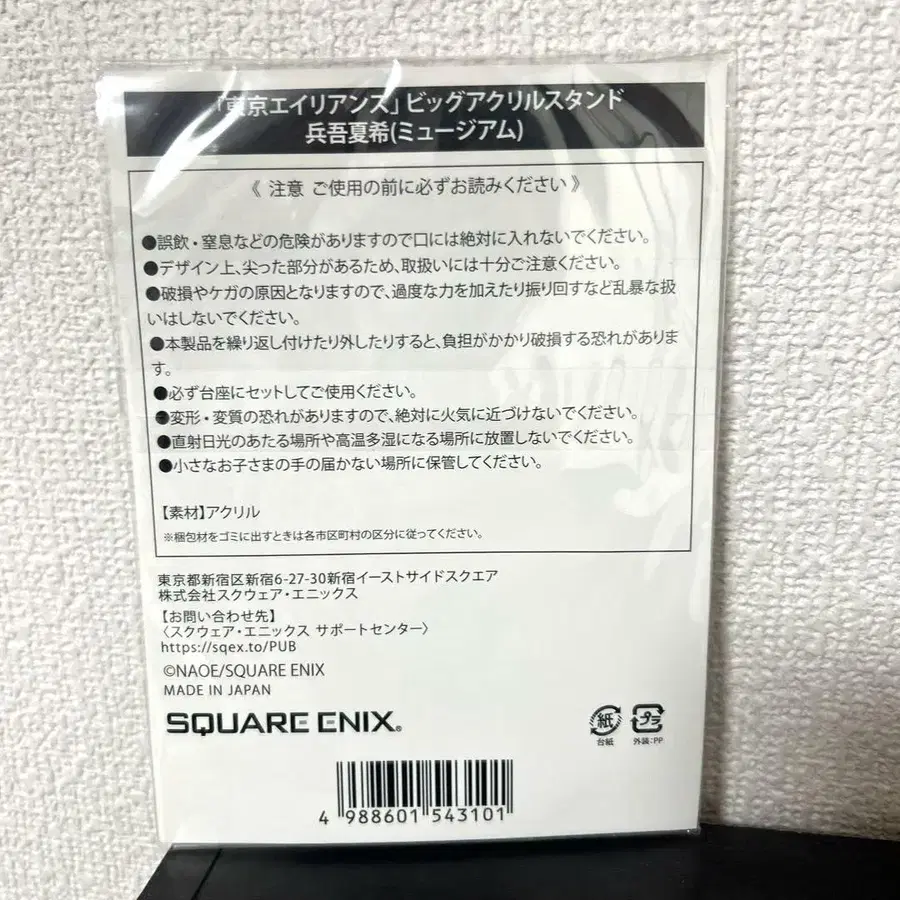 「東京エイリアンズ」ビッグアクリルスタンド
兵吾夏希(ミュージアム)
《 注意 ご使用の前に必ずお読みください 》
●誤飲・窒息などの危険がありますので口には絶対に入れないでください。
●デザイン上、尖った部分があるため、取扱いには十分ご注意ください。
●破損やケガの原因となりますので、過度な力を加えたり振り回すなど乱暴な扱
いはしないでください。
●本製品を繰り返し付けたり外したりすると、負担がかかり破損する恐れがありま
す。
●必ず台座にセットしてご使用ください。
●変形・変質の恐れがありますので、絶対に火気に近づけないでください。
●直射日光のあたる場所や高温多湿になる場所に放置しないでください。
●小さなお子さまの手の届かない場所に保管してください。
【素材】アクリル
※梱包材をゴミに出すときは各市区町村の区分に従ってください。
東京都新宿区新宿6-27-30新宿イーストサイドスクエア
株式会社スクウェア・エニックス
【お問い合わせ先】
〈スクウェア・エニックス サポートセンター〉
https://sqex.to/PUB
©NAOE/SQUARE ENIX
MADE IN JAPAN
SQUARE ENIX®
紙 プラ
台紙 外装:PP
4 988601 543101